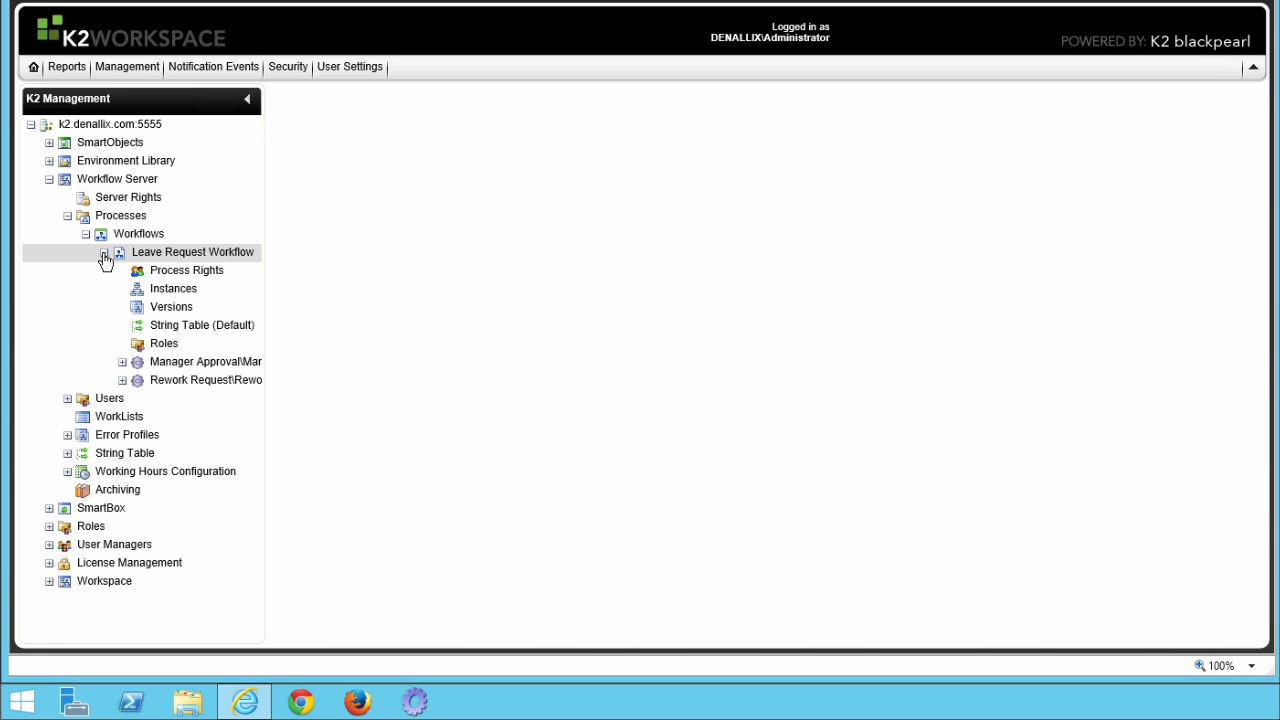 K2WORKSPACE
Logged in as
DENALLIX\Administrator
POWERED BY: K2 blackpearl
Reports Management Notification Events Security User Settings
K2 Management
k2.denallix.com:5555
SmartObjects
Environment Library
Workflow Server
Server Rights
Processes
Workflows
Leave Request Workflow
Process Rights
Instances
Versions
String Table (Default)
Roles
Manager Approval\Mar
Rework Request\Rewo
Users
WorkLists
Error Profiles
String Table
Working Hours Configuration
Archiving
SmartBox
Roles
User Managers
License Management
Workspace
100%